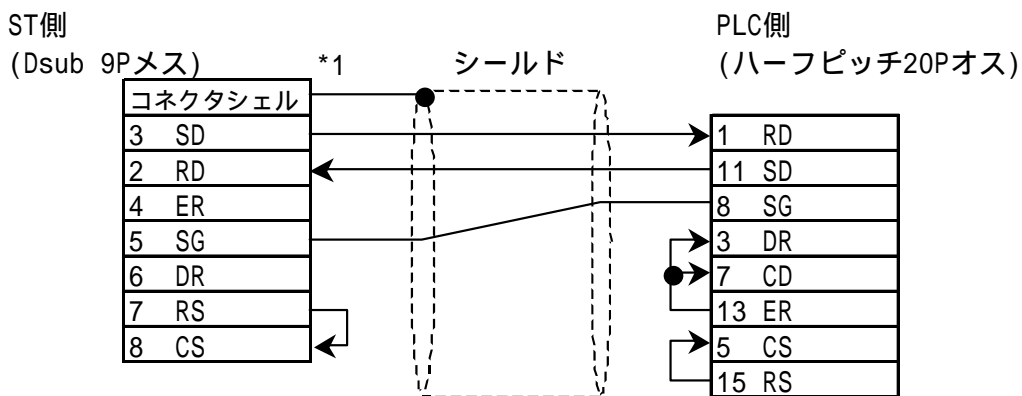 ST側
(Dsub 9Pメス)
*1
シールド
PLC側
(ハーフピッチ20Pオス)
コネクタシェル
3 SD
2 RD
4 ER
5 SG
6 DR
7 RS
8 CS
1 RD
11 SD
8 SG
3 DR
7 CD
13 ER
5 CS
15 RS